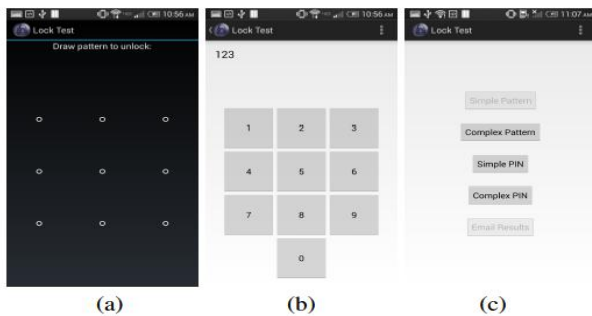 10:56 AM
Lock Test
Draw pattern to unlock:
(a)
10:56 AM
Lock Test
123
1 2 3
4 5 6
7 8 9
0
(b)
11:07 AM
Lock Test
Simple Pattern
Complex Pattern
Simple PIN
Complex PIN
Email Results
(c)